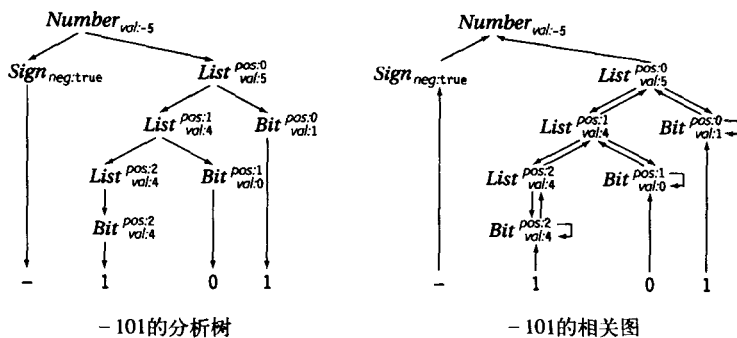 Number val:-5 Number val:-5
Sign neg:true List pos:0 val:5 Sign neg:true List pos:0 val:5
List pos:1 val:4 Bit pos:0 val:1 List pos:1 val:4 Bit pos:0 val:1
List pos:2 val:4 Bit pos:1 val:0 List pos:2 val:4 Bit pos:1 val:0
Bit pos:2 val:4 Bit pos:2 val:4
- 1 0 1 - 1 0 1
-101的分析树 -101的相关图